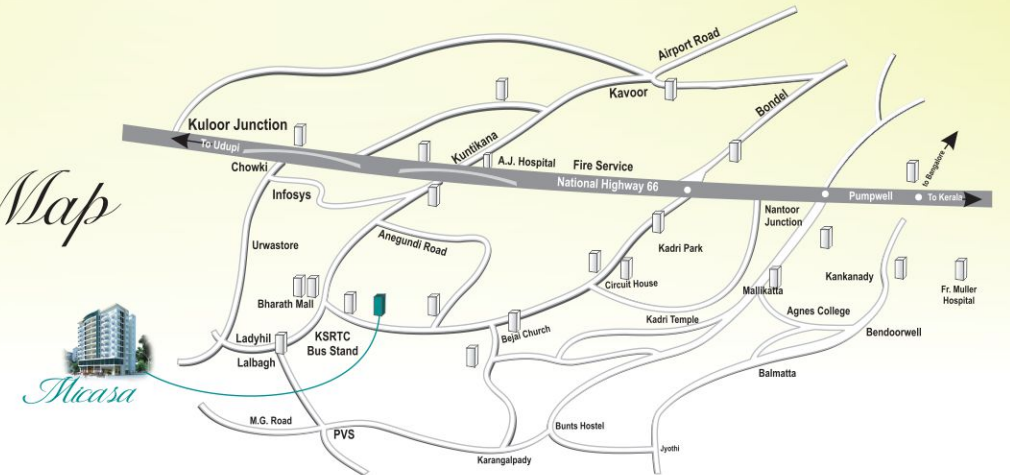 Airport Road
Kavoor
Bondel
Kuloor Junction
To Udupi
Kuntikana
A.J. Hospital
Fire Service
to Bangalore
Chowki
National Highway 66
Pumpwell
To Kerala
Map
Infosys
Nantoor
Junction
Anegundi Road
Urwastore
Kadri Park
Circuit House
Mallikatta
Kankanady
Fr. Muller
Hospital
Bharath Mall
Agnes College
Kadri Temple
Ladyhil
KSRTC
Bus Stand
Bejai Church
Bendoorwell
Lalbagh
Balmatta
Micasa
M.G. Road
PVS
Bunts Hostel
Jyothi
Karangalpady